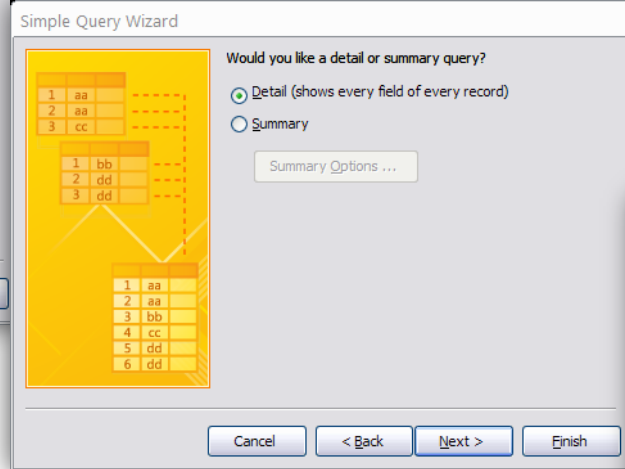 Simple Query Wizard
Would you like a detail or summary query?
Detail (shows every field of every record)
Summary
Summary Options ...
1 aa
2 aa
3 cc
1 bb
2 dd
3 dd
1 aa
2 aa
3 bb
4 cc
5 dd
6 dd
Cancel < Back Next > Finish